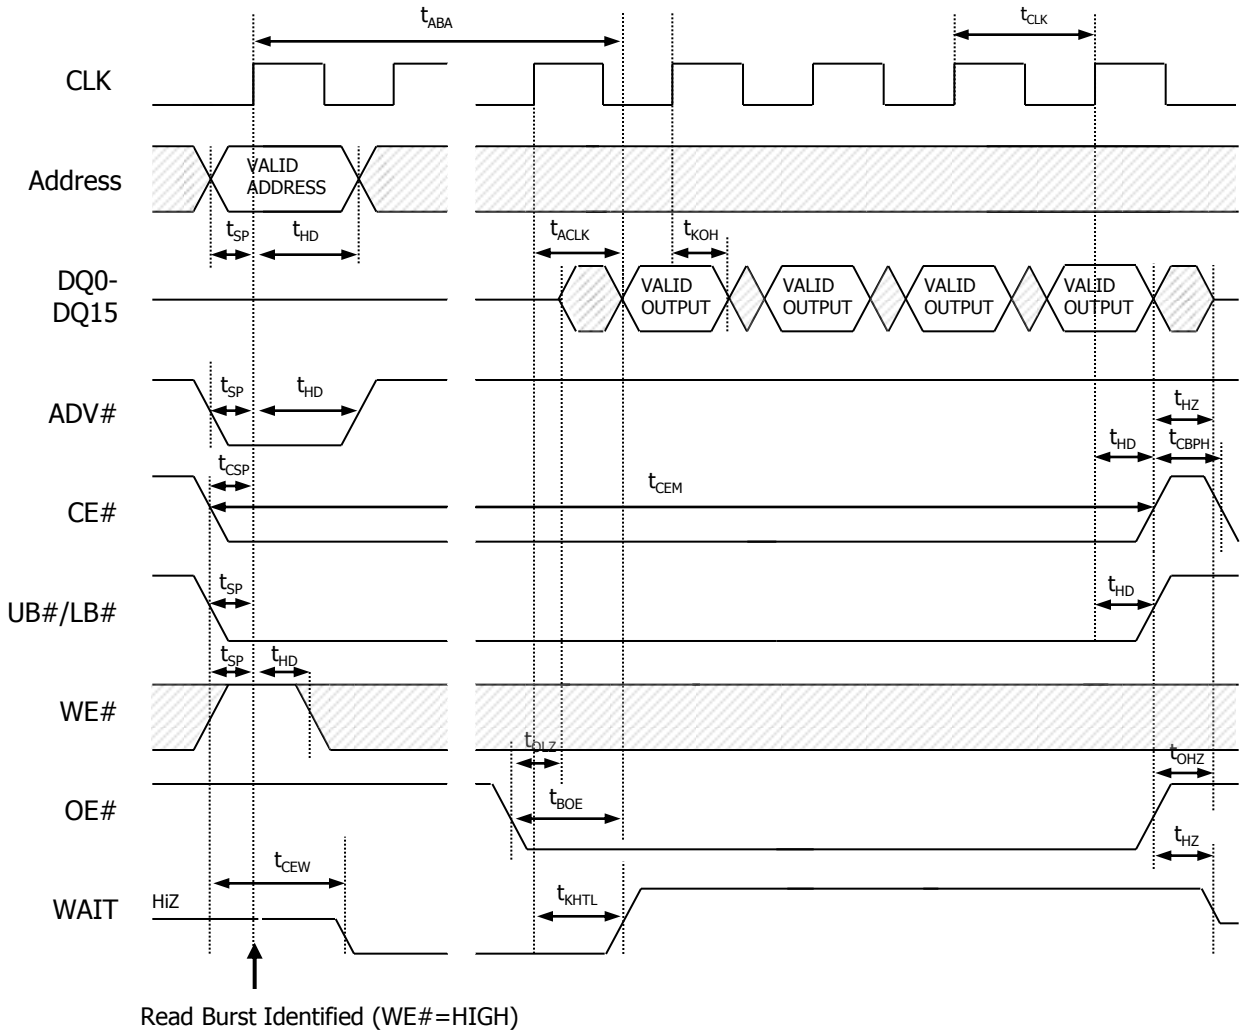 tABA
tCLK
CLK
Address
VALID
ADDRESS
tSP
tHD
tACLK
tKOH
DQ0-
DQ15
VALID
OUTPUT
VALID
OUTPUT
VALID
OUTPUT
VALID
OUTPUT
ADV#
tSP
tHD
tHZ
tHD
tCBPH
CE#
tCSP
tCEM
UB#/LB#
tSP
tHD
WE#
tSP
tHD
tOLZ
tOHZ
OE#
tBOE
tHZ
tCEW
WAIT
HiZ
tKHTL
Read Burst Identified (WE#=HIGH)